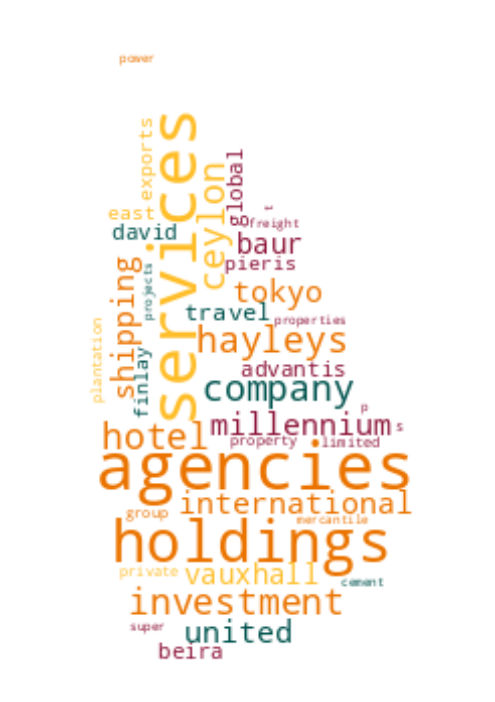 power
services
exports
ceylon
global
east
david
t
freight
baur
pieris
shipping
projects
tokyo
travel
properties
plantation
hayleys
finlay
advantis
company
p
millennium
s
hotel
property
limited
agencies
international
group
mercantile
holdings
private
vauxhall
cement
investment
super
united
beira